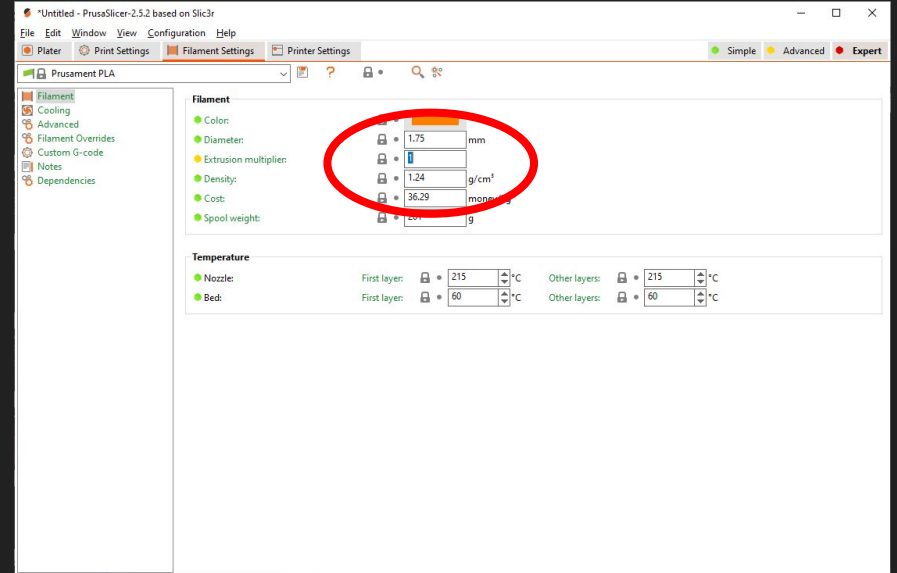 *Untitled - PrusaSlicer-2.5.2 based on Slic3r
File Edit Window View Configuration Help
Plater Print Settings Filament Settings Printer Settings Simple Advanced Expert
Prusament PLA ?
Filament
Cooling
Advanced
Filament Overrides
Custom G-code
Notes
Dependencies
Filament
Color:
Diameter: 1.75 mm
Extrusion multiplier: 1
Density: 1.24 g/cm³
Cost: 36.29
Spool weight: g
Temperature
Nozzle: First layer: 215 °C Other layers: 215 °C
Bed: First layer: 60 °C Other layers: 60 °C